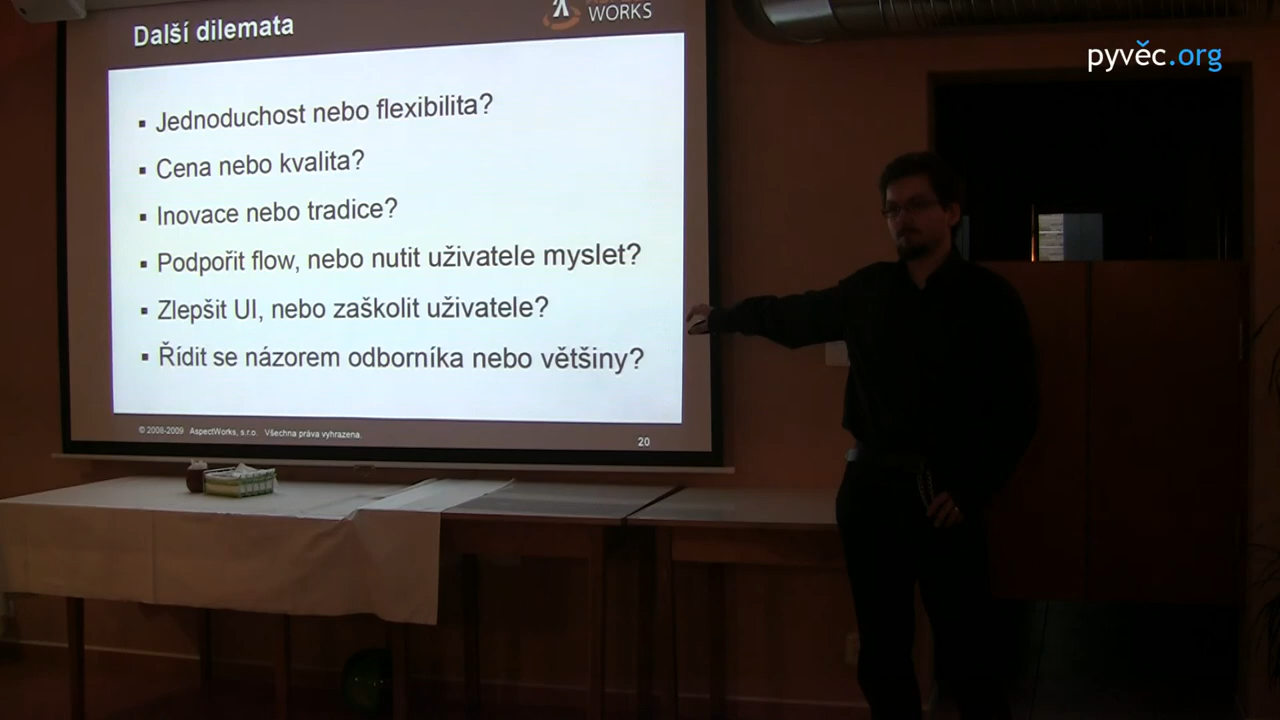 Další dilemata
WORKS
pyvěc.org
▪ Jednoduchost nebo flexibilita?
▪ Cena nebo kvalita?
▪ Inovace nebo tradice?
▪ Podpořit flow, nebo nutit uživatele myslet?
▪ Zlepšit UI, nebo zaškolit uživatele?
▪ Řídit se názorem odborníka nebo většiny?
© 2008-2009 AspectWorks, s.r.o. Všechna práva vyhrazena.
20